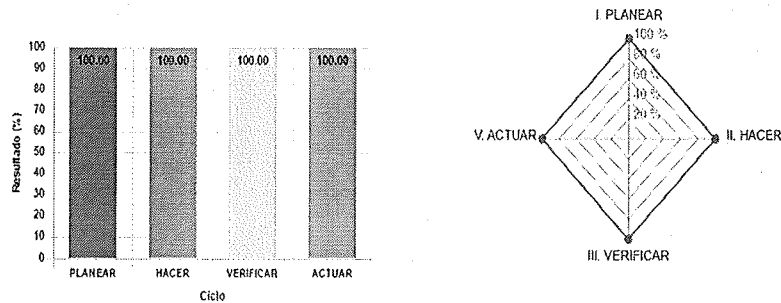 Resultado (%)
100
90
80
70
60
50
40
30
20
10
0
100.00 100.00 100.00 100.00
PLANEAR HACER VERIFICAR ACTUAR
Ciclo
I. PLANEAR
100 %
80 %
60 %
40 %
20 %
V. ACTUAR
II. HACER
III. VERIFICAR